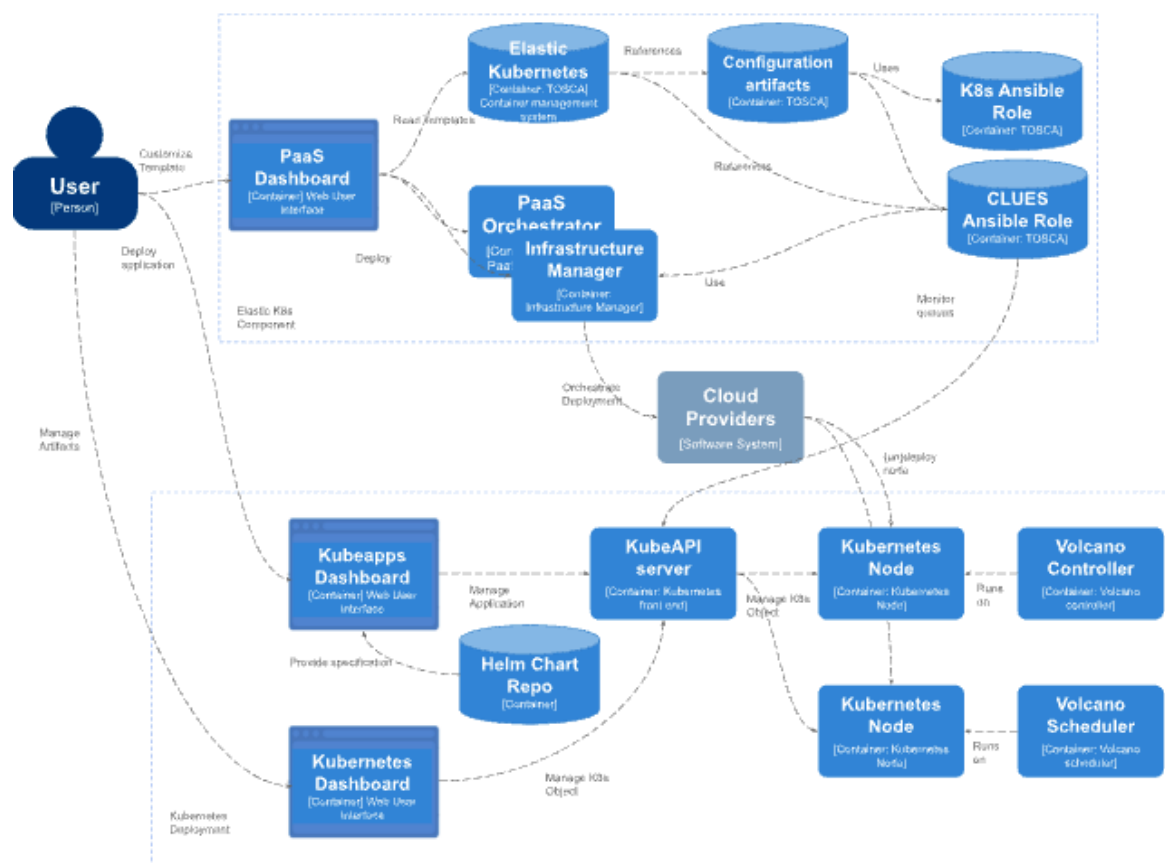 Elastic
Kubernetes
[Container: TOSCA]
Container management
system
References
Configuration
artifacts
[Container: TOSCA]
Uses
K8s Ansible
Role
[Container: TOSCA]
Read Templates
User
[Person]
Customize
Template
PaaS
Dashboard
[Container] Web User
Interface
References
CLUES
Ansible Role
[Container: TOSCA]
PaaS
Orchestrator
Infrastructure
Manager
[Container:
Infrastructure Manager]
Deploy
application
Deploy
Use
Monitor
queues
Elastic K8s
Component
Orchestrate
Deployment
Cloud
Providers
[Software System]
Manage
Artifacts
node
Kubeapps
Dashboard
[Container] Web User
Interface
Manage
Application
KubeAPI
server
[Container: Kubernetes
front end]
Manage K8s
Object
Kubernetes
Node
[Container: Kubernetes
Node]
Runs
on
Volcano
Controller
[Container: Volcano
controller]
Provide specification
Helm Chart
Repo
[Container]
Kubernetes
Node
[Container: Kubernetes
Node]
Runs
on
Volcano
Scheduler
[Container: Volcano
scheduler]
Kubernetes
Dashboard
[Container] Web User
Interface
Manage K8s
Object
Kubernetes
Deployment